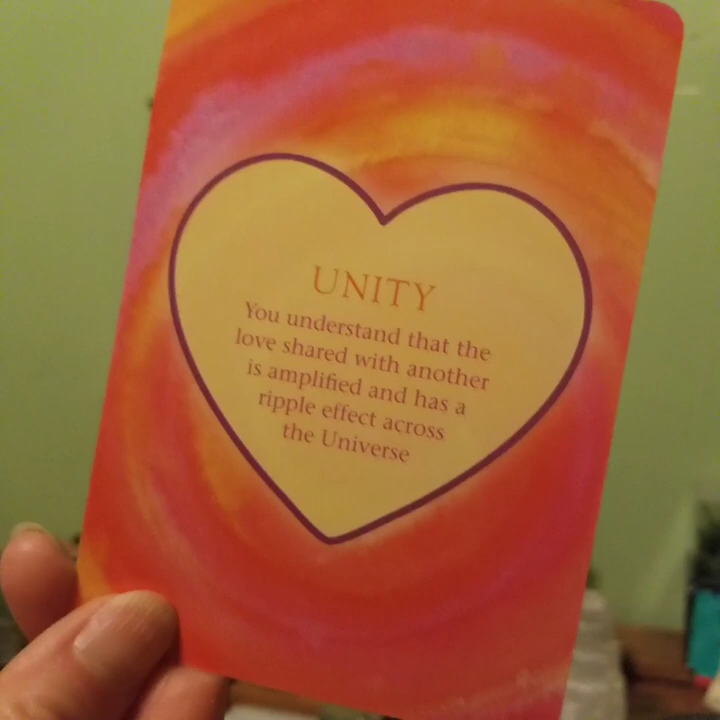 UNITY
You understand that the
love shared with another
is amplified and has a
ripple effect across
the Universe